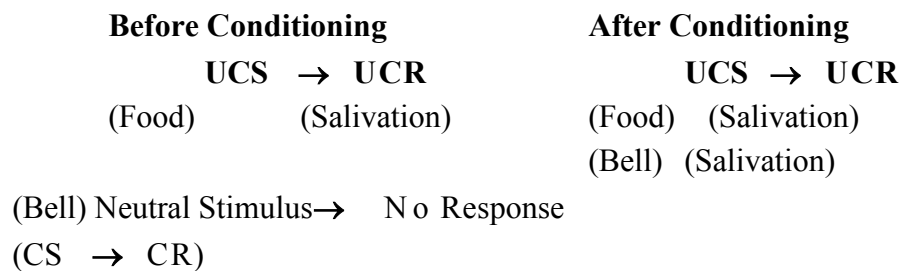 Before Conditioning After Conditioning
UCS → UCR UCS → UCR
(Food) (Salivation) (Food) (Salivation)
(Bell) (Salivation)
(Bell) Neutral Stimulus→ No Response
(CS → CR)